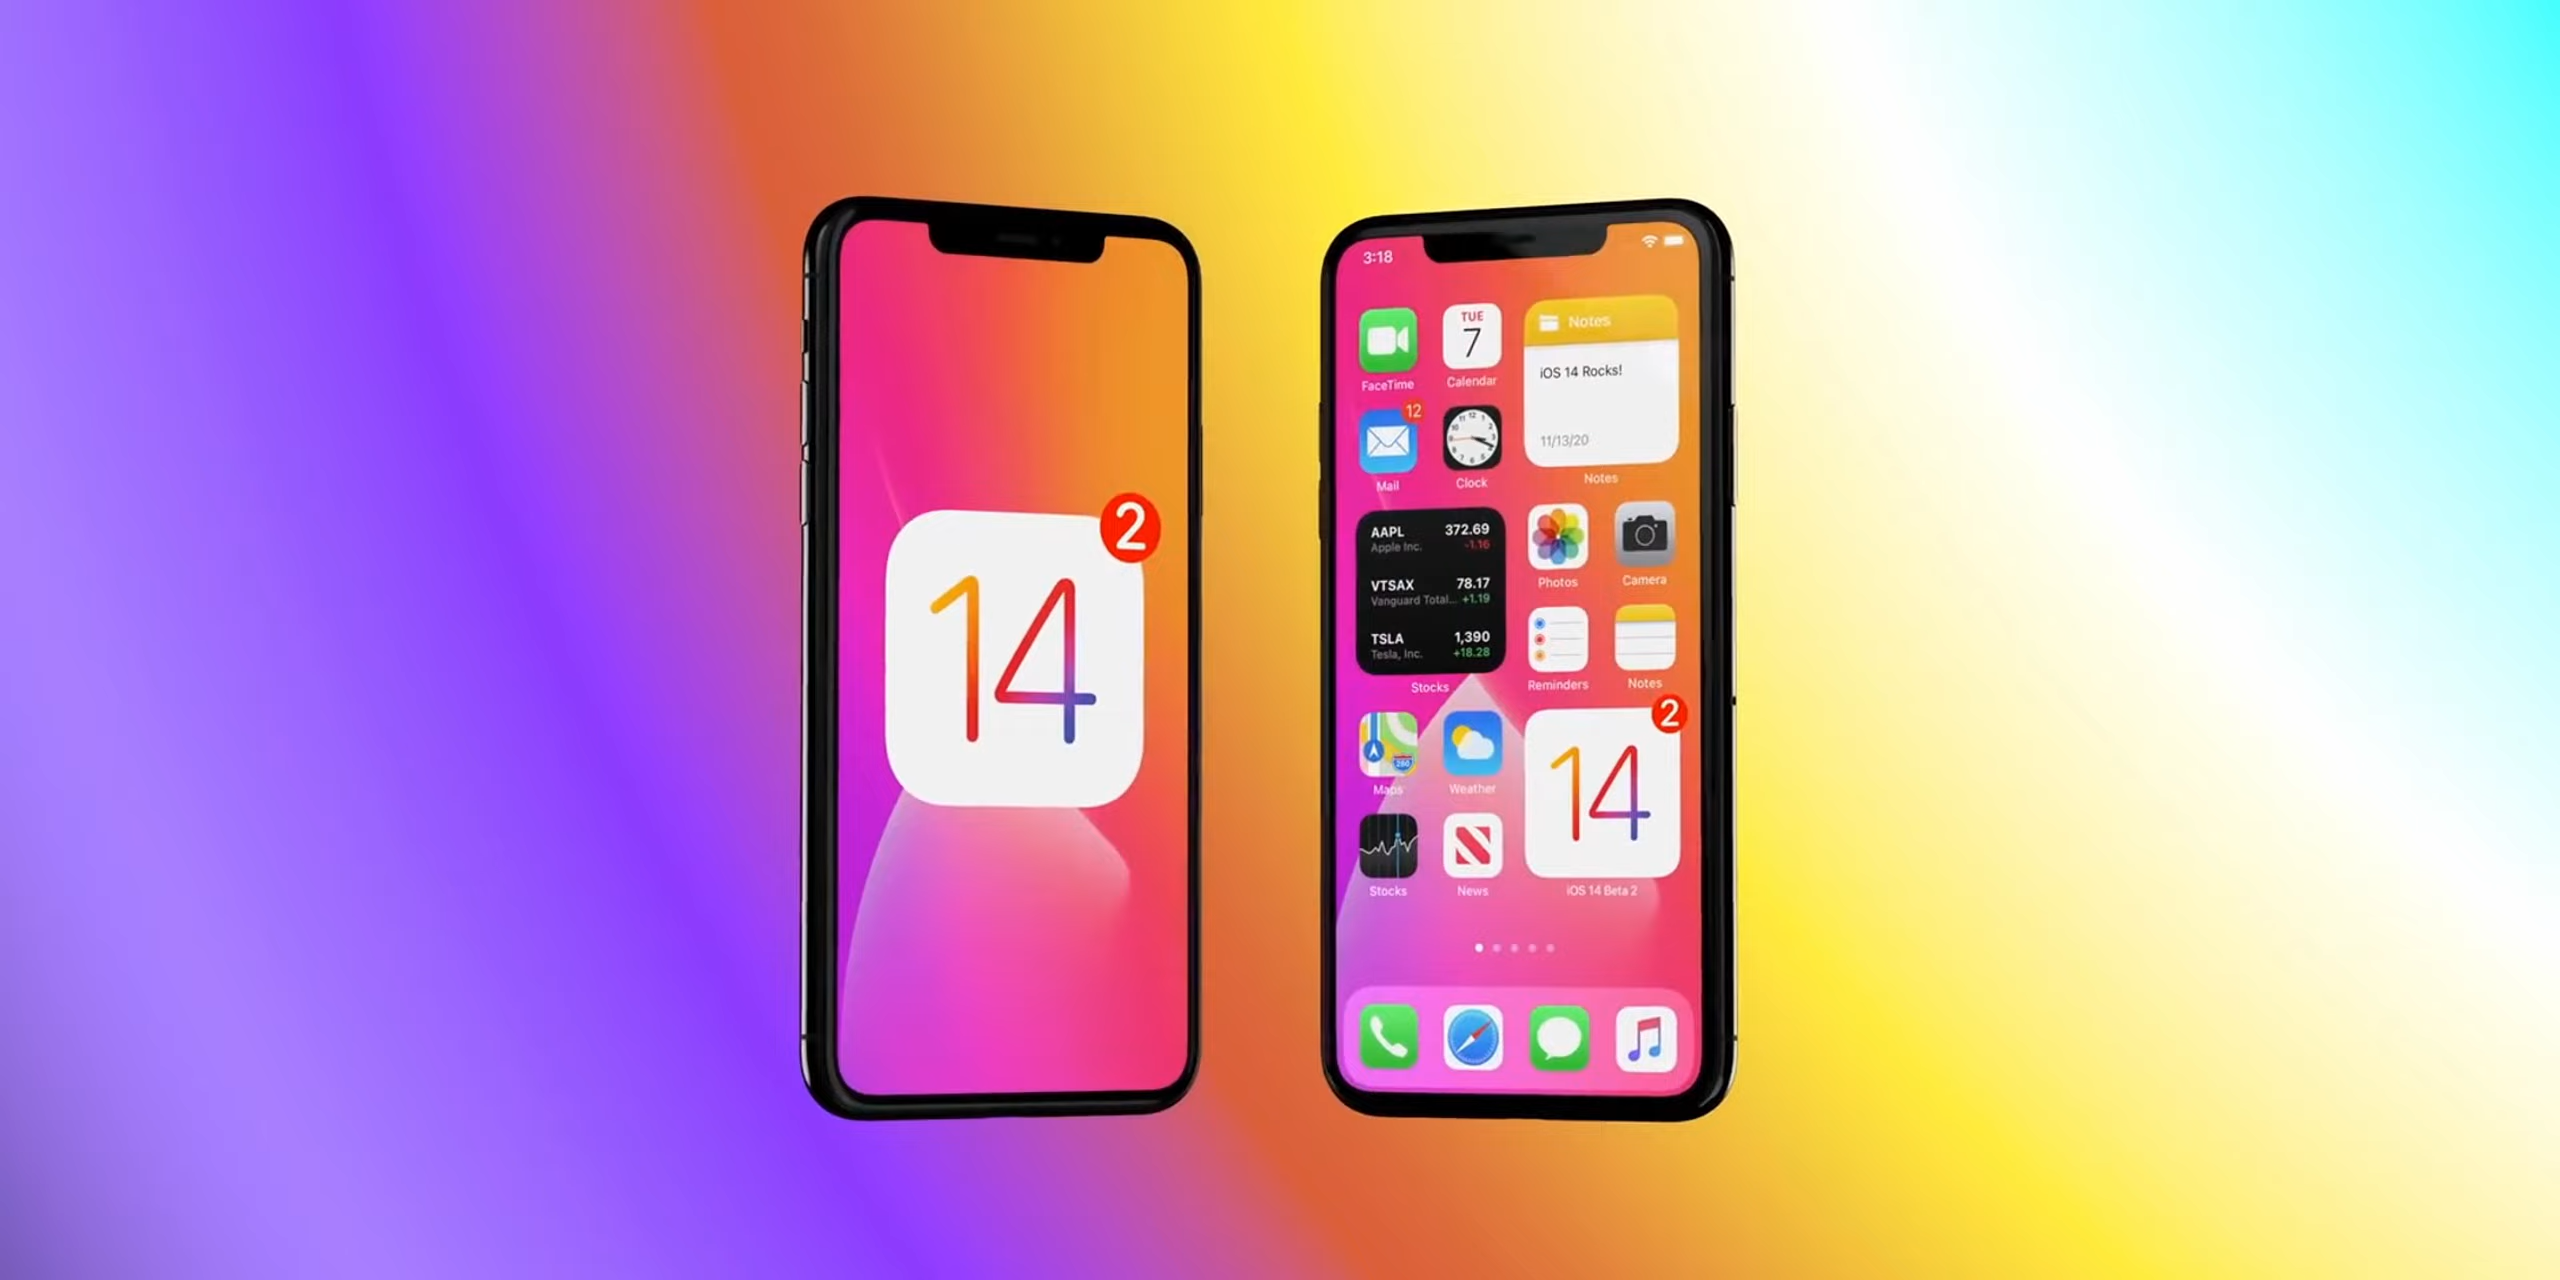 2
14
3:18
TUE
7
Notes
FaceTime
Calendar
iOS 14 Rocks!
11/13/20
12
Mail
Clock
Notes
AAPL 372.69
Apple Inc. -1.16
VTSAX 78.17
Vanguard Total... +1.19
TSLA 1,390
Tesla, Inc. +18.28
Stocks
Photos
Camera
Reminders
Notes
2
14
280
Maps
Weather
Stocks
News
iOS 14 Beta 2